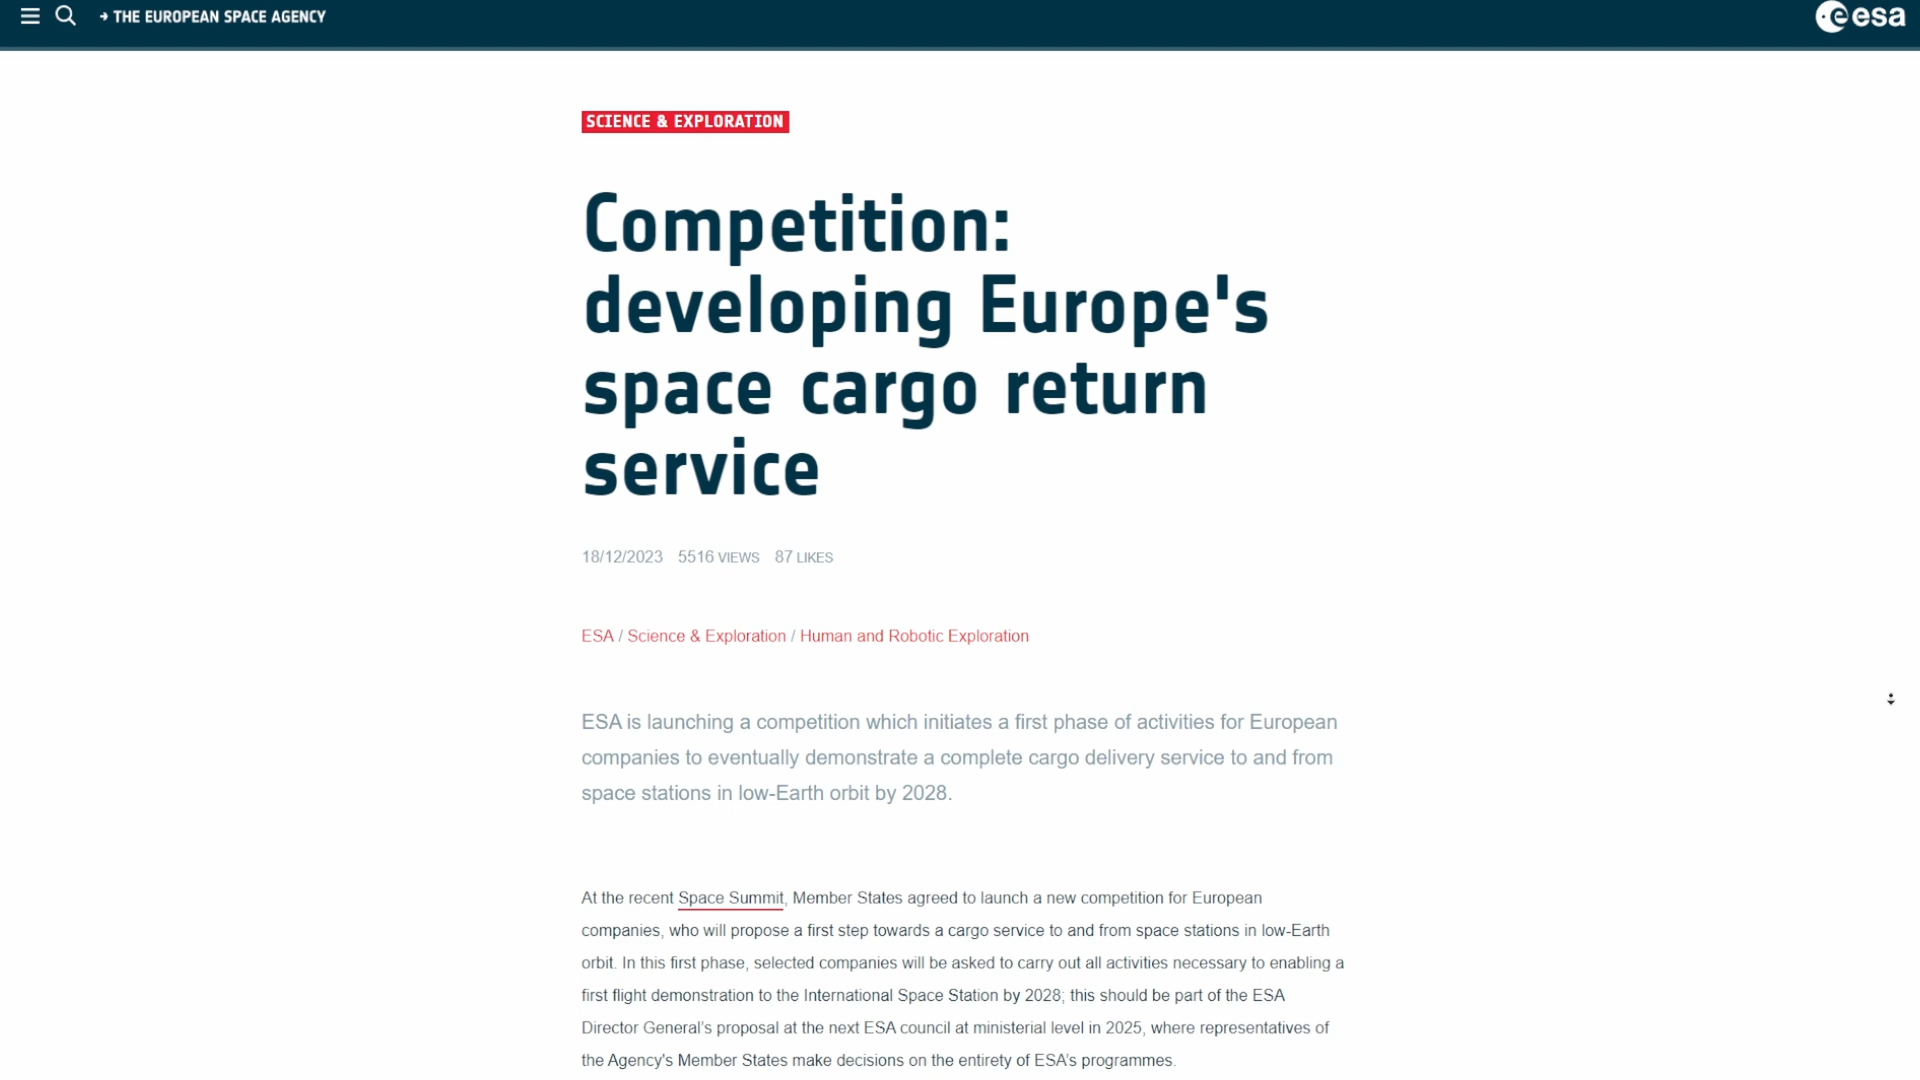 → THE EUROPEAN SPACE AGENCY
esa
SCIENCE & EXPLORATION
Competition:
developing Europe's
space cargo return
service
18/12/2023 5516 VIEWS 87 LIKES
ESA / Science & Exploration / Human and Robotic Exploration
ESA is launching a competition which initiates a first phase of activities for European
companies to eventually demonstrate a complete cargo delivery service to and from
space stations in low-Earth orbit by 2028.
At the recent Space Summit, Member States agreed to launch a new competition for European
companies, who will propose a first step towards a cargo service to and from space stations in low-Earth
orbit. In this first phase, selected companies will be asked to carry out all activities necessary to enabling a
first flight demonstration to the International Space Station by 2028; this should be part of the ESA
Director General’s proposal at the next ESA council at ministerial level in 2025, where representatives of
the Agency's Member States make decisions on the entirety of ESA’s programmes.